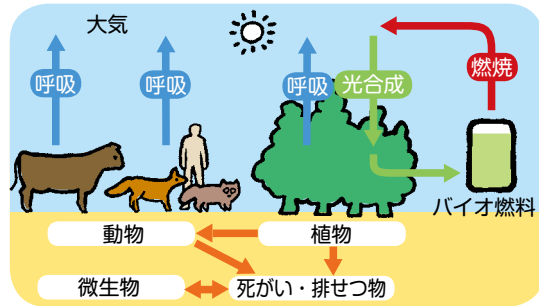 大気
呼吸
呼吸
呼吸
光合成
燃焼
バイオ燃料
動物
植物
微生物
死がい・排せつ物